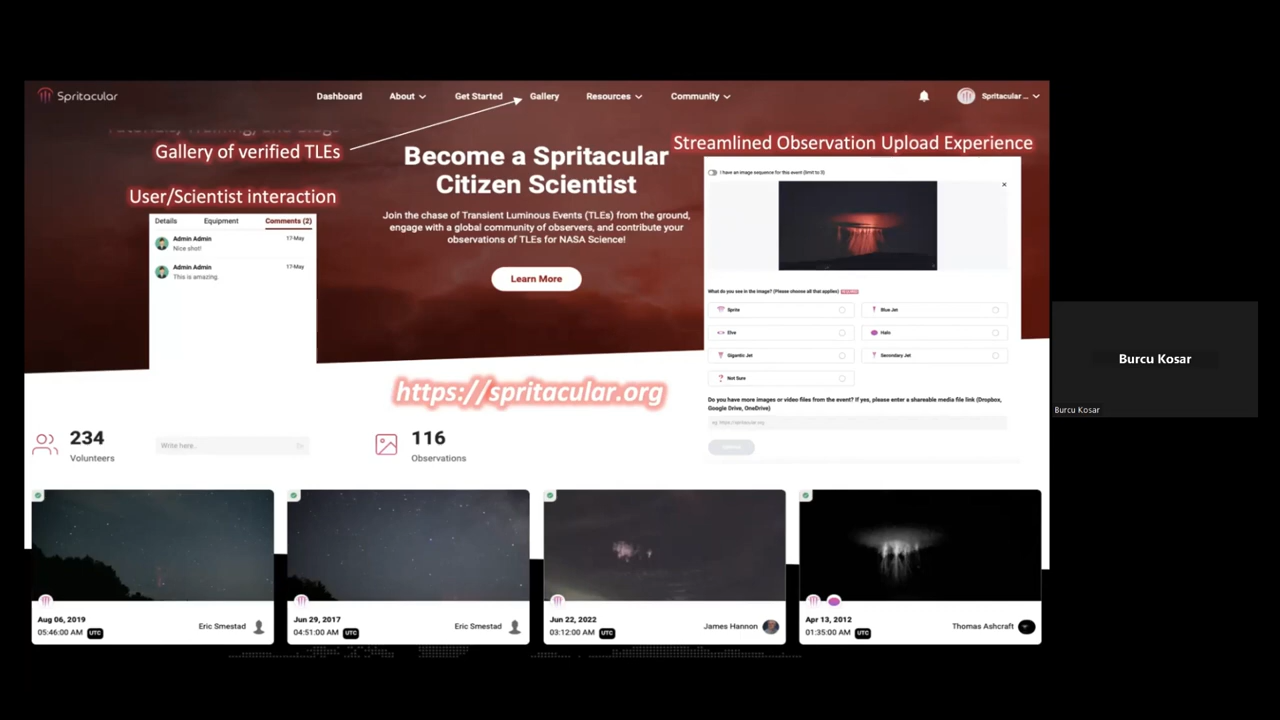 Spritacular
Dashboard
About
Get Started
Gallery
Resources
Community
Spritacular ...
Tutorials, Training, and Blogs
Gallery of verified TLEs
User/Scientist interaction
Details
Equipment
Comments (2)
Admin Admin
17-May
Nice shot!
Admin Admin
17-May
This is amazing.
Become a Spritacular
Citizen Scientist
Join the chase of Transient Luminous Events (TLEs) from the ground,
engage with a global community of observers, and contribute your
observations of TLEs for NASA Science!
Learn More
Streamlined Observation Upload Experience
I have an image sequence for this event (limit to 3)
What do you see in the image? (Please choose all that applies)
Sprite
Blue Jet
Elve
Halo
Gigantic Jet
Secondary Jet
Not Sure
Do you have more images or video files from the event? If yes, please enter a shareable media file link (Dropbox,
Google Drive, OneDrive)
eg: https://spritacular.org
https://spritacular.org
234
Volunteers
Write here..
116
Observations
Aug 06, 2019
05:46:00 AM UTC
Eric Smestad
Jun 29, 2017
04:51:00 AM UTC
Eric Smestad
Jun 22, 2022
03:12:00 AM UTC
James Hannon
Apr 13, 2012
01:35:00 AM UTC
Thomas Ashcraft
Burcu Kosar
Burcu Kosar